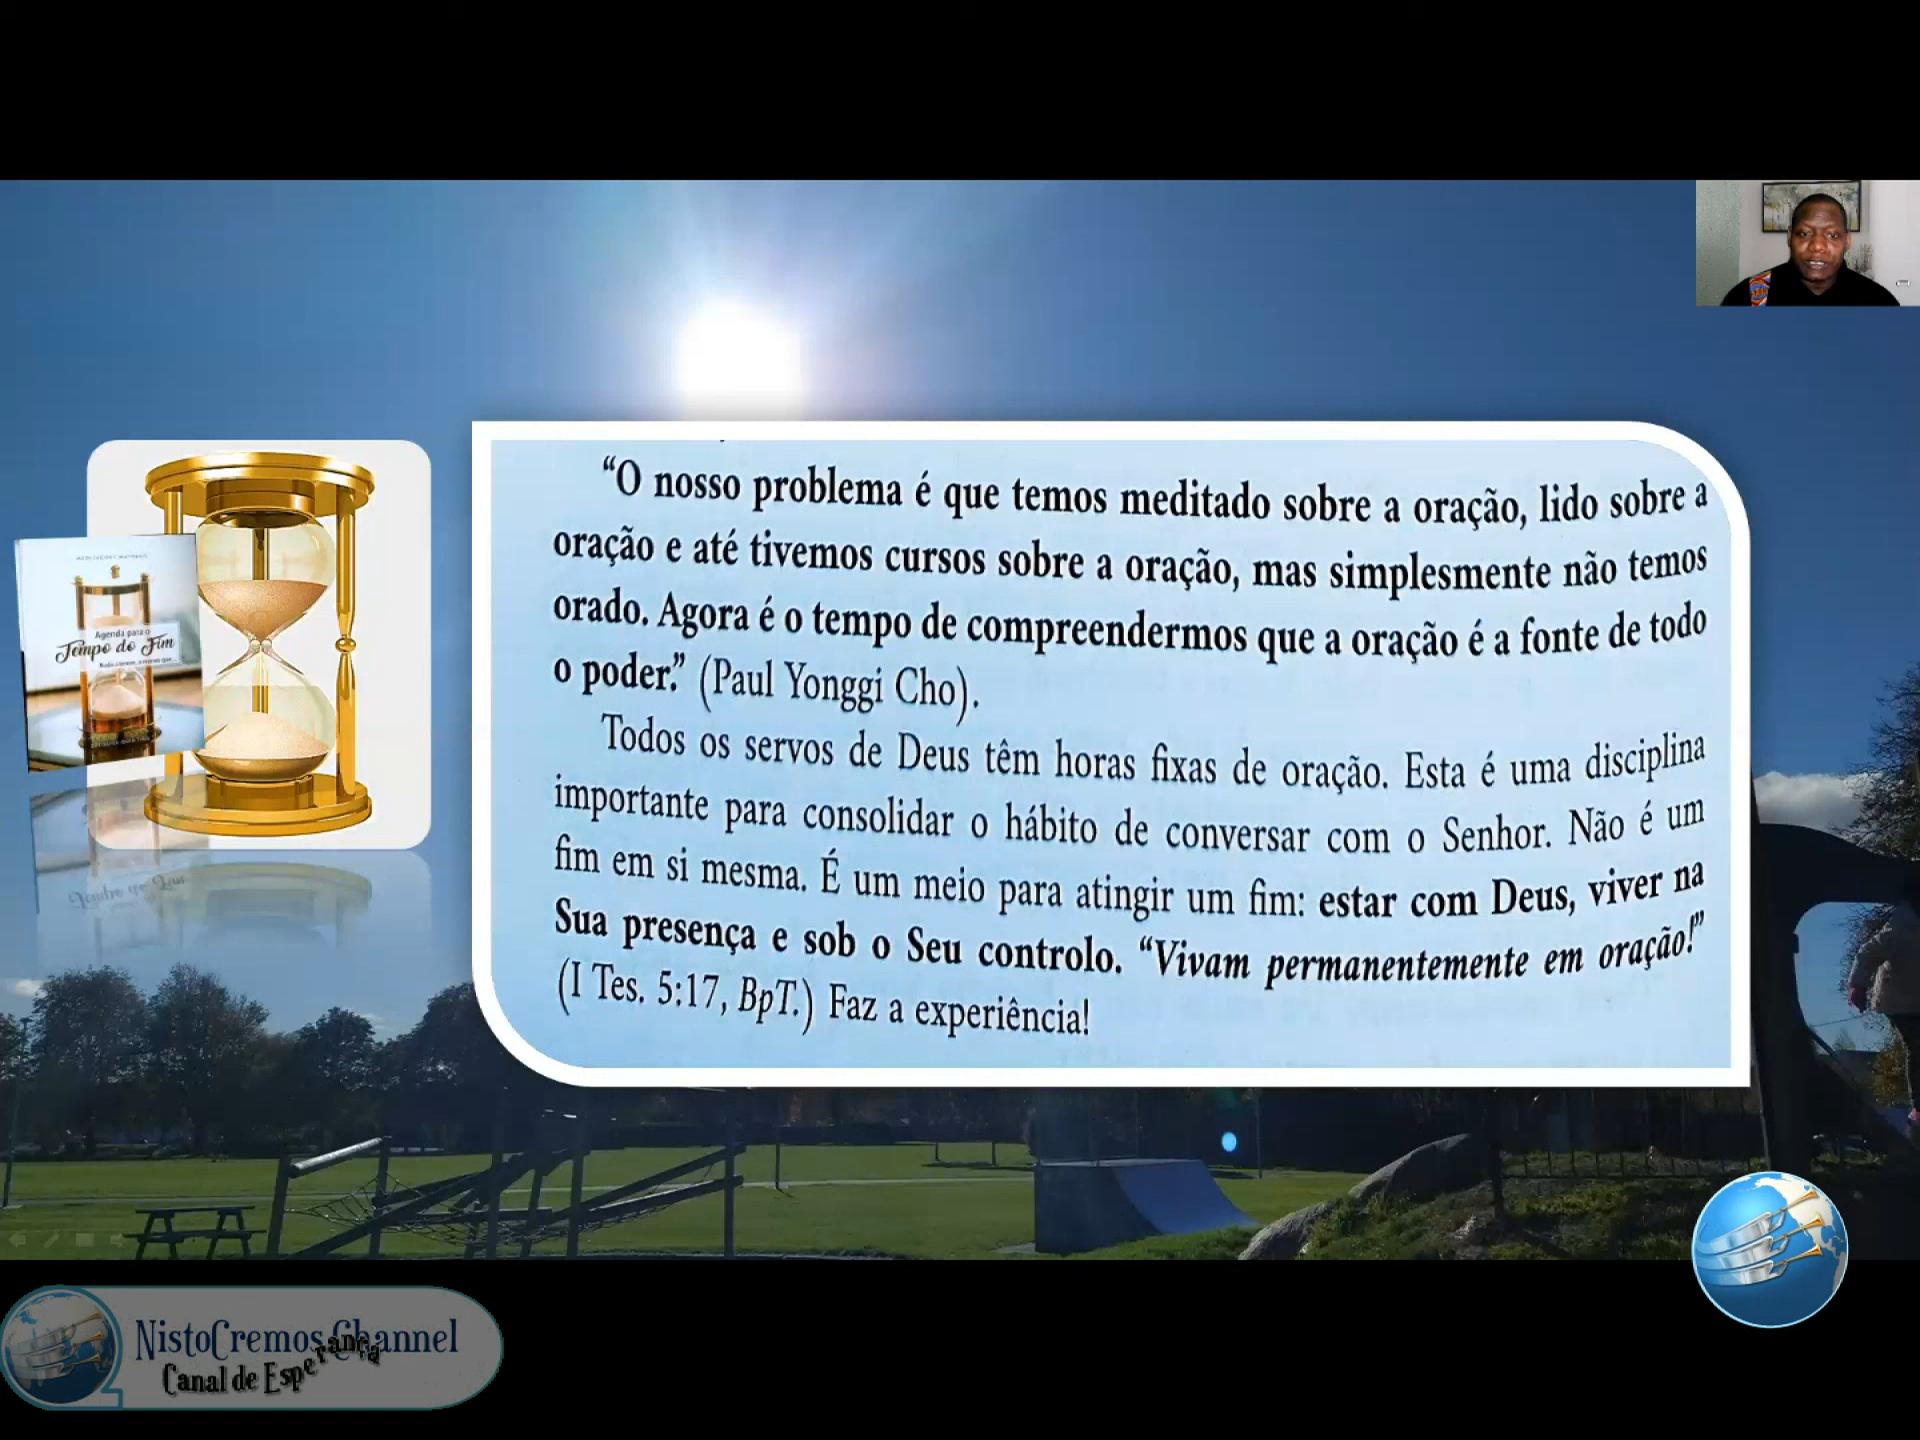 “O nosso problema é que temos meditado sobre a oração, lido sobre a
oração e até tivemos cursos sobre a oração, mas simplesmente não temos
orado. Agora é o tempo de compreendermos que a oração é a fonte de todo
o poder.” (Paul Yonggi Cho).
Todos os servos de Deus têm horas fixas de oração. Esta é uma disciplina
importante para consolidar o hábito de conversar com o Senhor. Não é um
fim em si mesma. É um meio para atingir um fim: estar com Deus, viver na
Sua presença e sob o Seu controlo. “Vivam permanentemente em oração!”
(I Tes. 5:17, BpT.) Faz a experiência!
Agenda para o
Tempo do Fim
NistoCremos Channel
Canal de Esperança